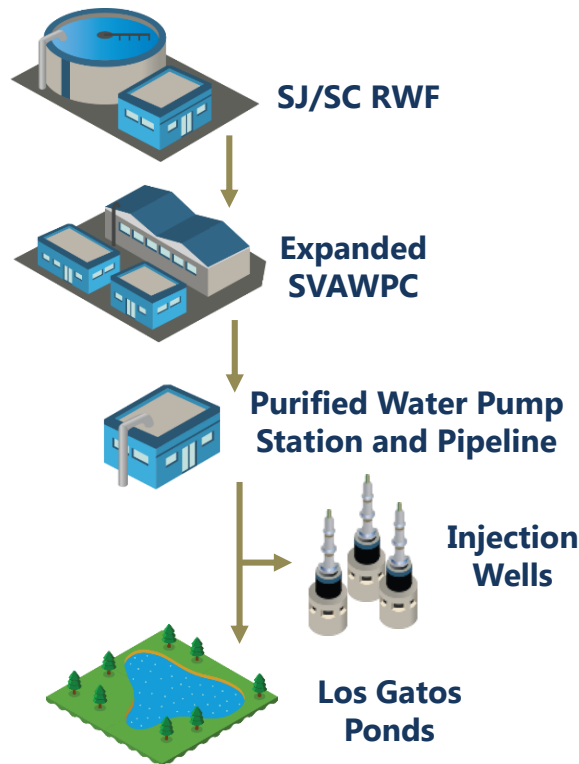 SJ/SC RWF
Expanded
SVAWPC
Purified Water Pump
Station and Pipeline
Injection
Wells
Los Gatos
Ponds